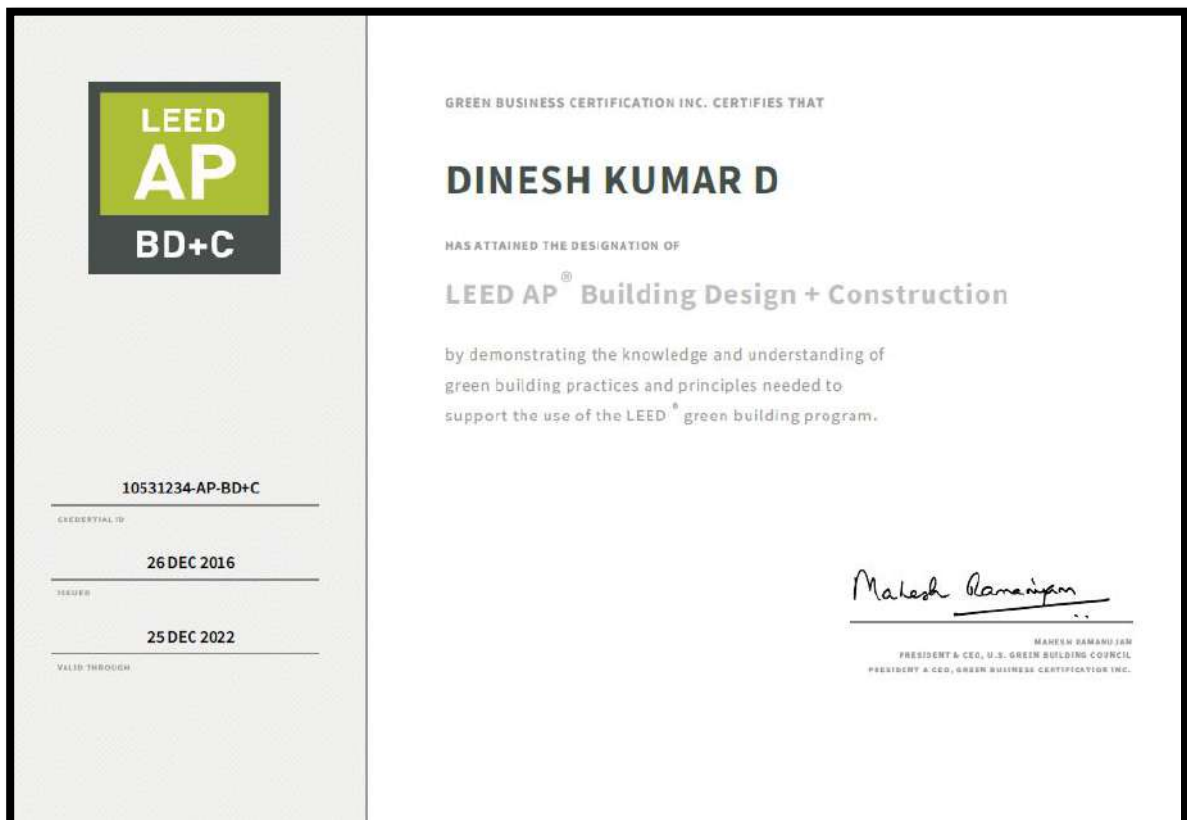 LEED
AP
BD+C
10531234-AP-BD+C
CREDENTIAL ID
26 DEC 2016
ISSUED
25 DEC 2022
VALID THROUGH
GREEN BUSINESS CERTIFICATION INC. CERTIFIES THAT
DINESH KUMAR D
HAS ATTAINED THE DESIGNATION OF
LEED AP® Building Design + Construction
by demonstrating the knowledge and understanding of
green building practices and principles needed to
support the use of the LEED® green building program.
Mahesh Ramanujam
MAHESH RAMANUJAM
PRESIDENT & CEO, U.S. GREEN BUILDING COUNCIL
PRESIDENT & CEO, GREEN BUSINESS CERTIFICATION INC.